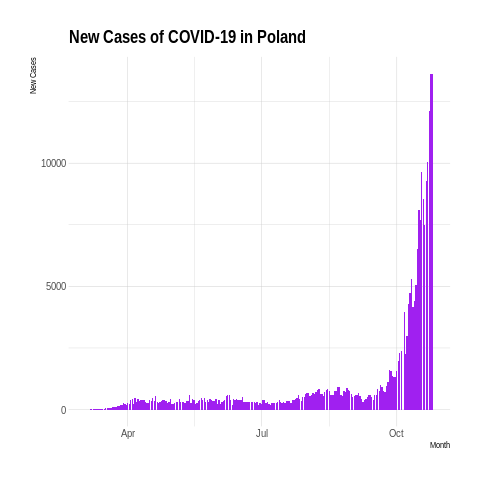 New Cases of COVID-19 in Poland
New Cases
10000
5000
0
Apr
Jul
Oct
Month